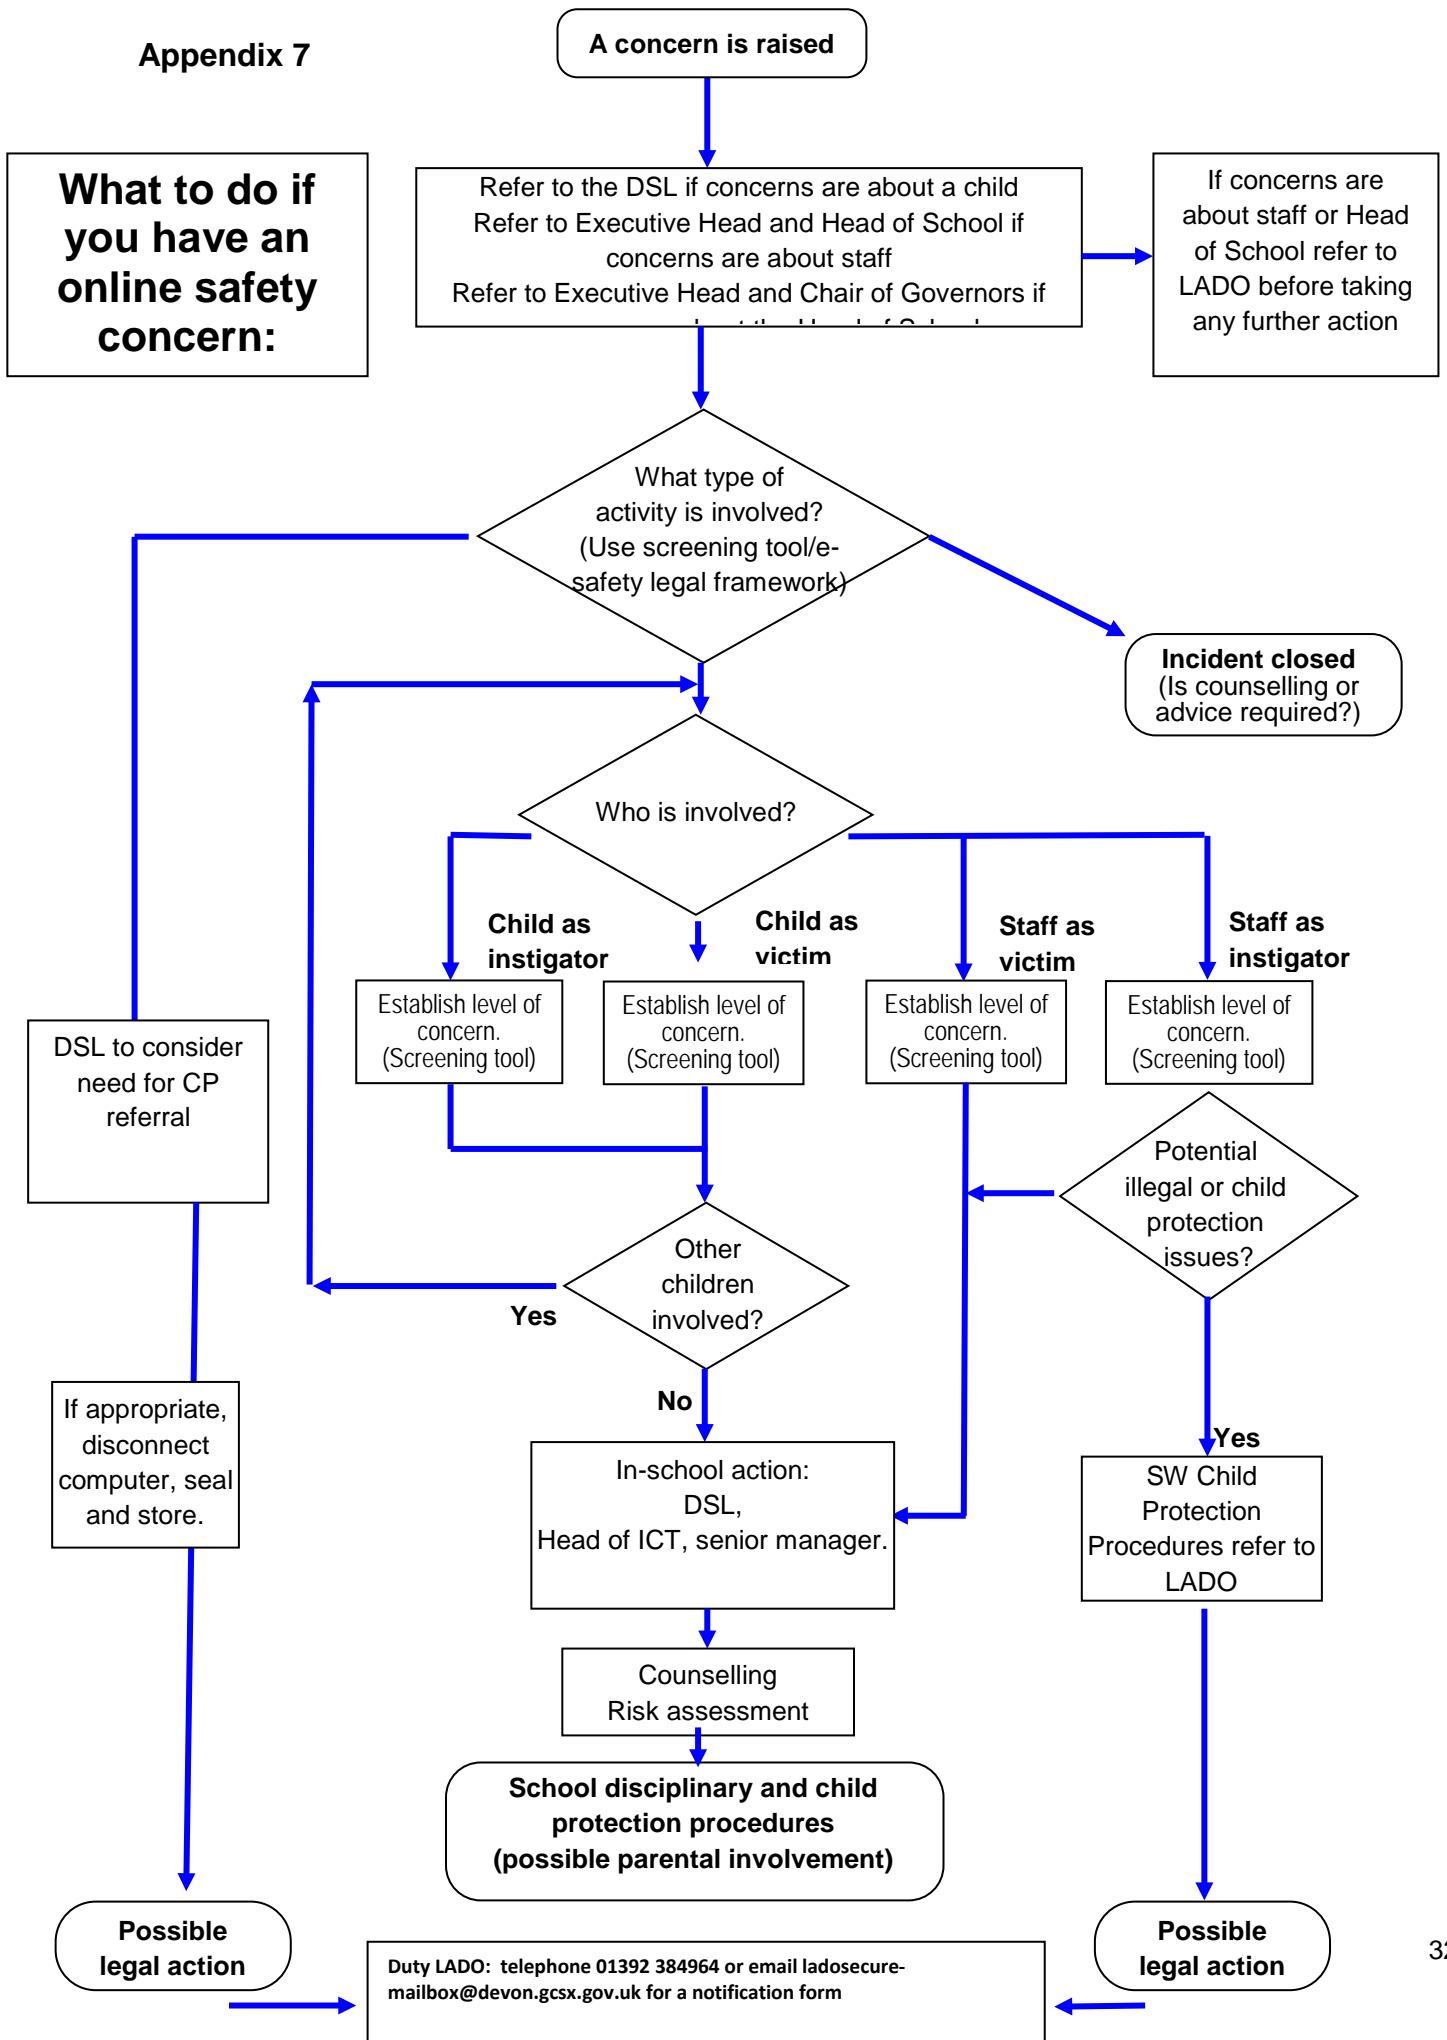 Appendix 7
A concern is raised
What to do if
you have an
online safety
concern:
Refer to the DSL if concerns are about a child
Refer to Executive Head and Head of School if
concerns are about staff
Refer to Executive Head and Chair of Governors if
If concerns are
about staff or Head
of School refer to
LADO before taking
any further action
What type of
activity is involved?
(Use screening tool/e-
safety legal framework)
Incident closed
(Is counselling or
advice required?)
Who is involved?
Child as
instigator
Child as
victim
Staff as
victim
Staff as
instigator
Establish level of
concern.
(Screening tool)
Establish level of
concern.
(Screening tool)
Establish level of
concern.
(Screening tool)
Establish level of
concern.
(Screening tool)
DSL to consider
need for CP
referral
Potential
illegal or child
protection
issues?
Other
children
involved?
Yes
No
If appropriate,
disconnect
computer, seal
and store.
In-school action:
DSL,
Head of ICT, senior manager.
Yes
SW Child
Protection
Procedures refer to
LADO
Counselling
Risk assessment
School disciplinary and child
protection procedures
(possible parental involvement)
Possible
legal action
Possible
legal action
Duty LADO: telephone 01392 384964 or email ladosecure-
mailbox@devon.gcsx.gov.uk for a notification form
32